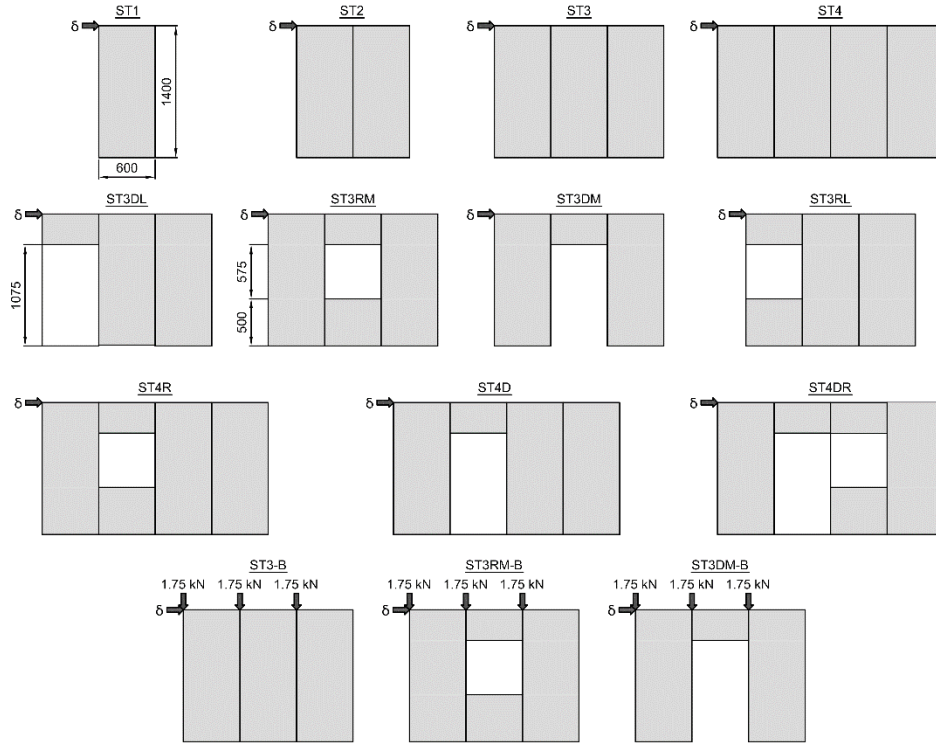 ST1
ST2
ST3
ST4
δ
δ
δ
δ
1400
600
ST3DL
ST3RM
ST3DM
ST3RL
δ
δ
δ
δ
1075
575
500
ST4R
ST4D
ST4DR
δ
δ
δ
ST3-B
ST3RM-B
ST3DM-B
1.75 kN 1.75 kN 1.75 kN
1.75 kN 1.75 kN 1.75 kN
1.75 kN 1.75 kN 1.75 kN
δ
δ
δ